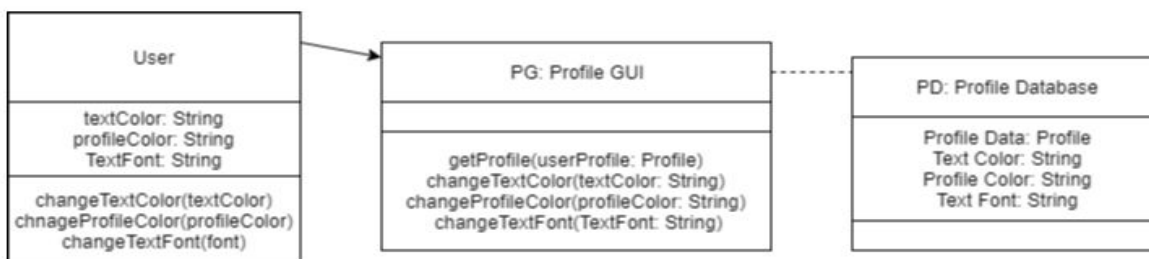 User
textColor: String
profileColor: String
TextFont: String
changeTextColor(textColor)
chnageProfileColor(profileColor)
changeTextFont(font)
PG: Profile GUI
getProfile(userProfile: Profile)
changeTextColor(textColor: String)
changeProfileColor(profileColor: String)
changeTextFont(TextFont: String)
PD: Profile Database
Profile Data: Profile
Text Color: String
Profile Color: String
Text Font: String